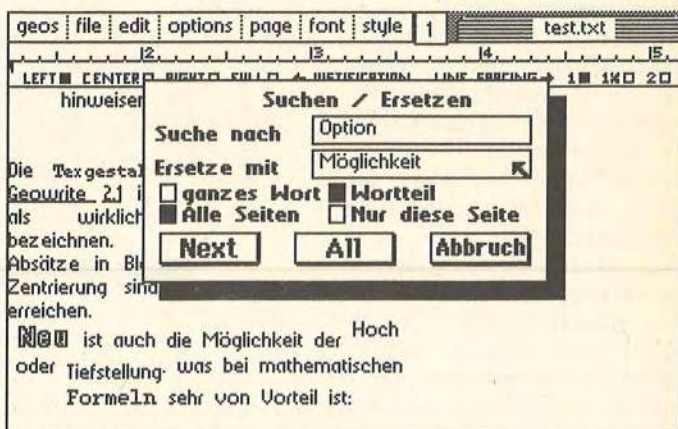 geos file edit options page font style 1 test.txt
2 3 4 5
LEFT CENTER RIGHT FULL ← JUSTIFICATION LINE SPACING → 1 1½ 2
hinweisen
Suchen / Ersetzen
Suche nach Option
Ersetze mit Möglichkeit
ganzes Wort Wortteil
Alle Seiten Nur diese Seite
Next All Abbruch
Die Texgestal
Geowrite 2.1 i
als wirklich
bezeichnen.
Absätze in Bl
Zentrierung sind
erreichen.
Neu ist auch die Möglichkeit der Hoch
oder Tiefstellung, was bei mathematischen
Formeln sehr von Vorteil ist: